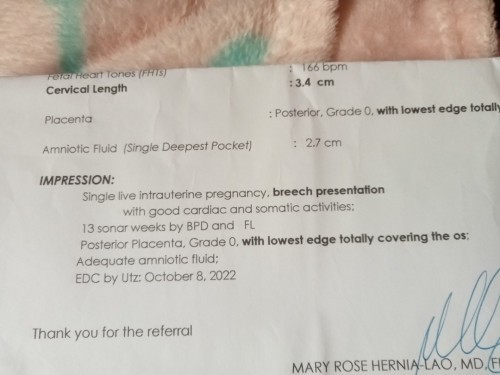 Fetal Heart Tones (FHTs) : 166 bpm
Cervical Length : 3.4 cm
Placenta : Posterior, Grade 0, with lowest edge totally
Amniotic Fluid (Single Deepest Pocket) : 2.7 cm
IMPRESSION:
Single live intrauterine pregnancy, breech presentation
with good cardiac and somatic activities;
13 sonar weeks by BPD and FL
Posterior Placenta, Grade 0, with lowest edge totally covering the os;
Adequate amniotic fluid;
EDC by Utz: October 8, 2022
Thank you for the referral
MARY ROSE HERNIA-LAO, MD,